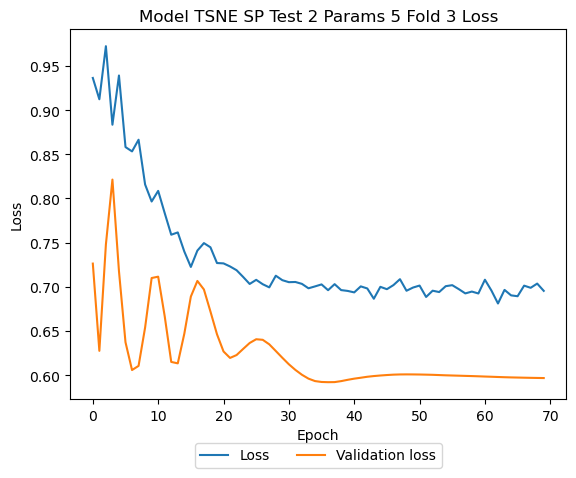 Model TSNE SP Test 2 Params 5 Fold 3 Loss
Loss
0.95
0.90
0.85
0.80
0.75
0.70
0.65
0.60
0 10 20 30 40 50 60 70
Epoch
Loss Validation loss